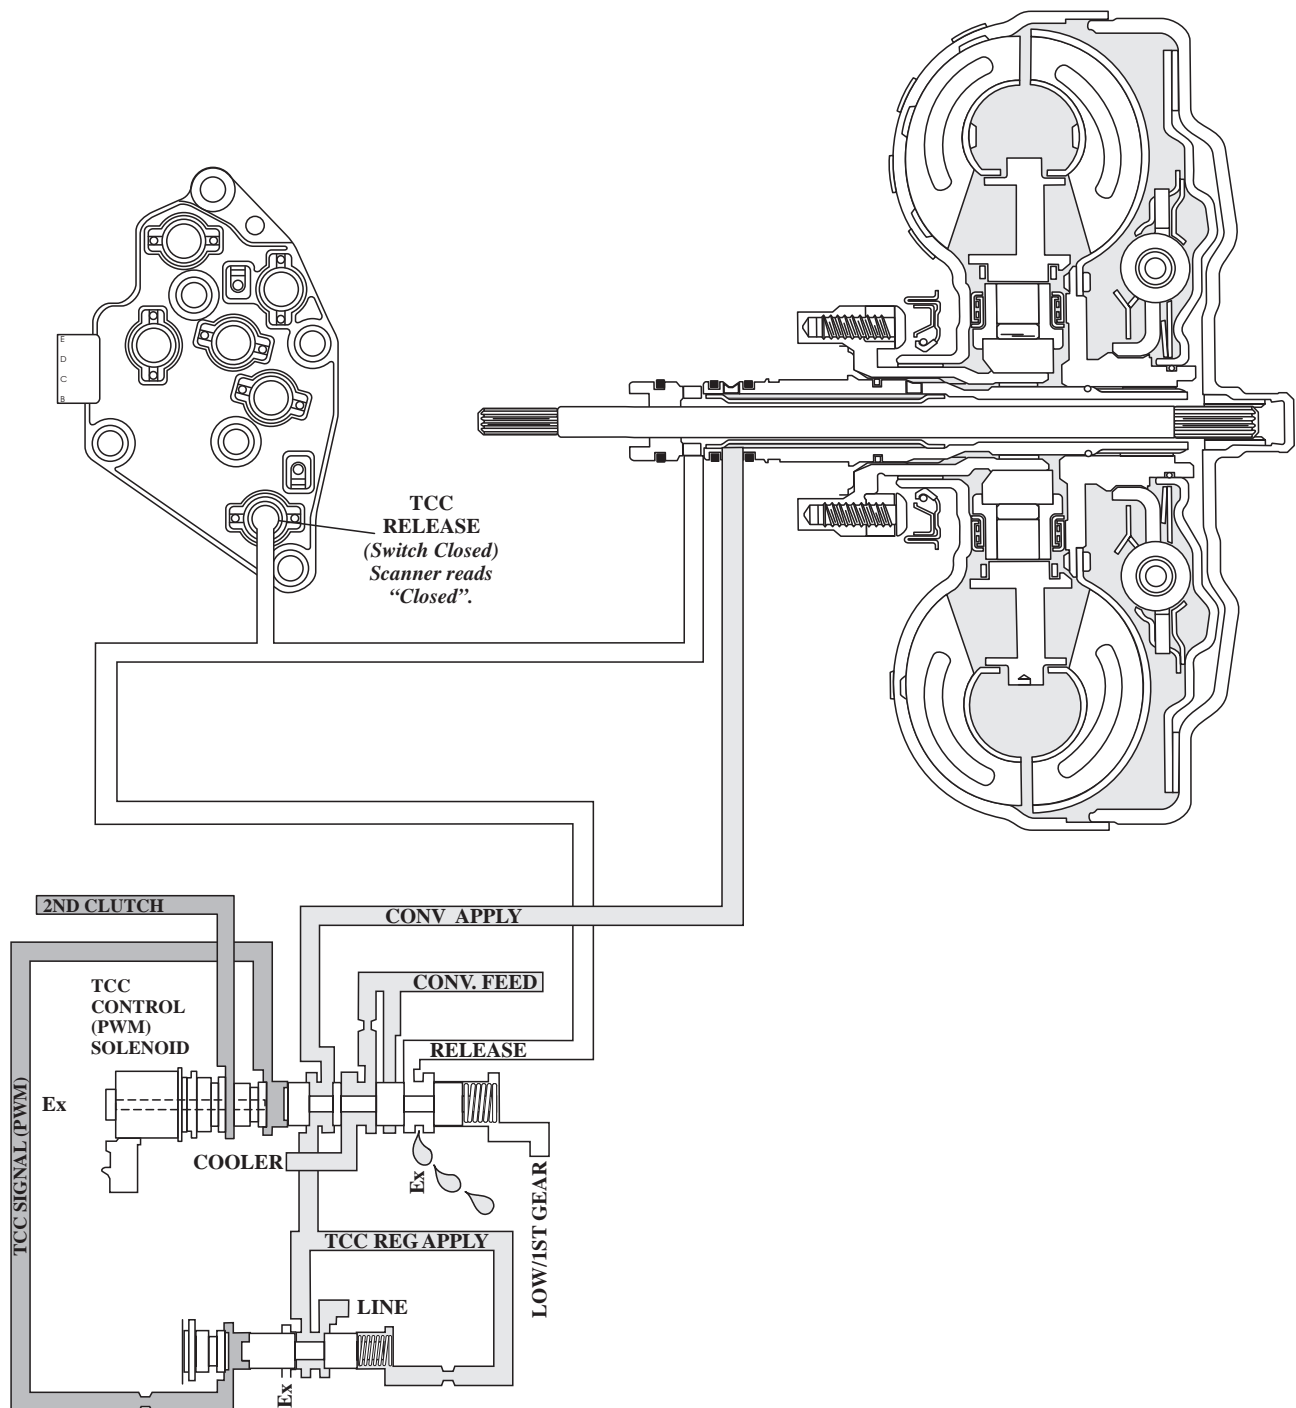 E
D
C
B
TCC
RELEASE
(Switch Closed)
Scanner reads
“Closed”.
2ND CLUTCH
CONV APPLY
TCC
CONTROL
(PWM)
SOLENOID
CONV. FEED
RELEASE
Ex
TCC SIGNAL (PWM)
COOLER
Ex
LOW/1ST GEAR
TCC REG APPLY
LINE
Ex